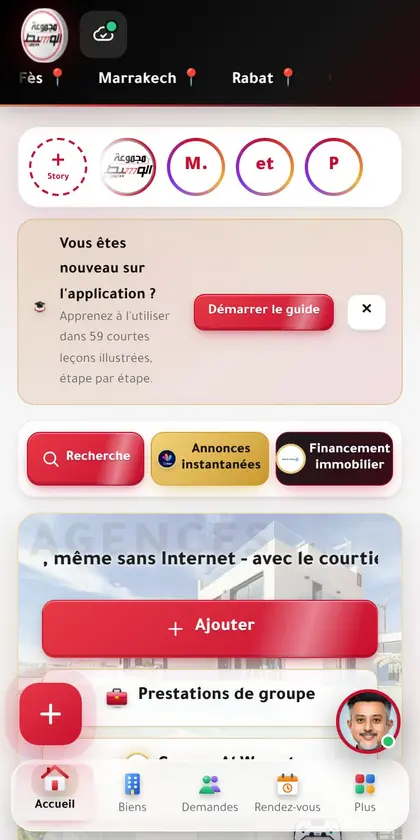 Fès 📍 Marrakech 📍 Rabat 📍
+
Story
مجموعة
الوسيط
M.
et
P
Vous êtes
nouveau sur
l'application ?
Apprenez à l'utiliser
dans 59 courtes
leçons illustrées,
étape par étape.
Démarrer le guide
×
Recherche
Annonces
instantanées
Financement
immobilier
AGENCES
, même sans Internet - avec le courtie
+ Ajouter
Prestations de groupe
+
Accueil
Biens
Demandes
Rendez-vous
Plus